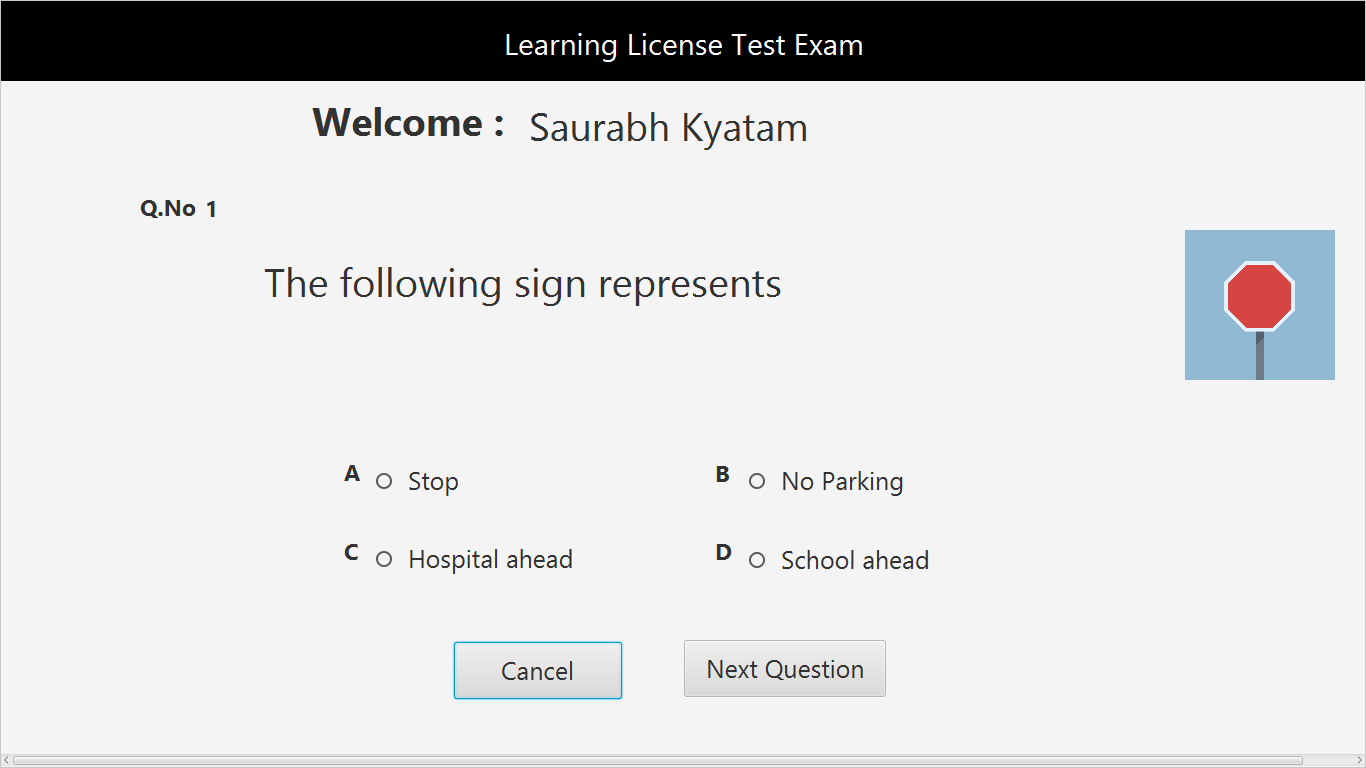 Learning License Test Exam
Welcome : Saurabh Kyatam
Q.No 1
The following sign represents
A Stop
B No Parking
C Hospital ahead
D School ahead
Cancel
Next Question